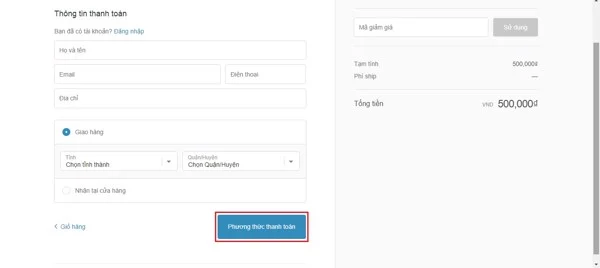 Thông tin thanh toán
Bạn đã có tài khoản? Đăng nhập
Họ và tên
Email
Điện thoại
Địa chỉ
Giao hàng
Tỉnh
Chọn tỉnh thành
Quận/Huyện
Chọn Quận/Huyện
Nhận tại cửa hàng
Giỏ hàng
Phương thức thanh toán
Mã giảm giá
Sử dụng
Tạm tính 500,000₫
Phí ship —
Tổng tiền VND 500,000₫